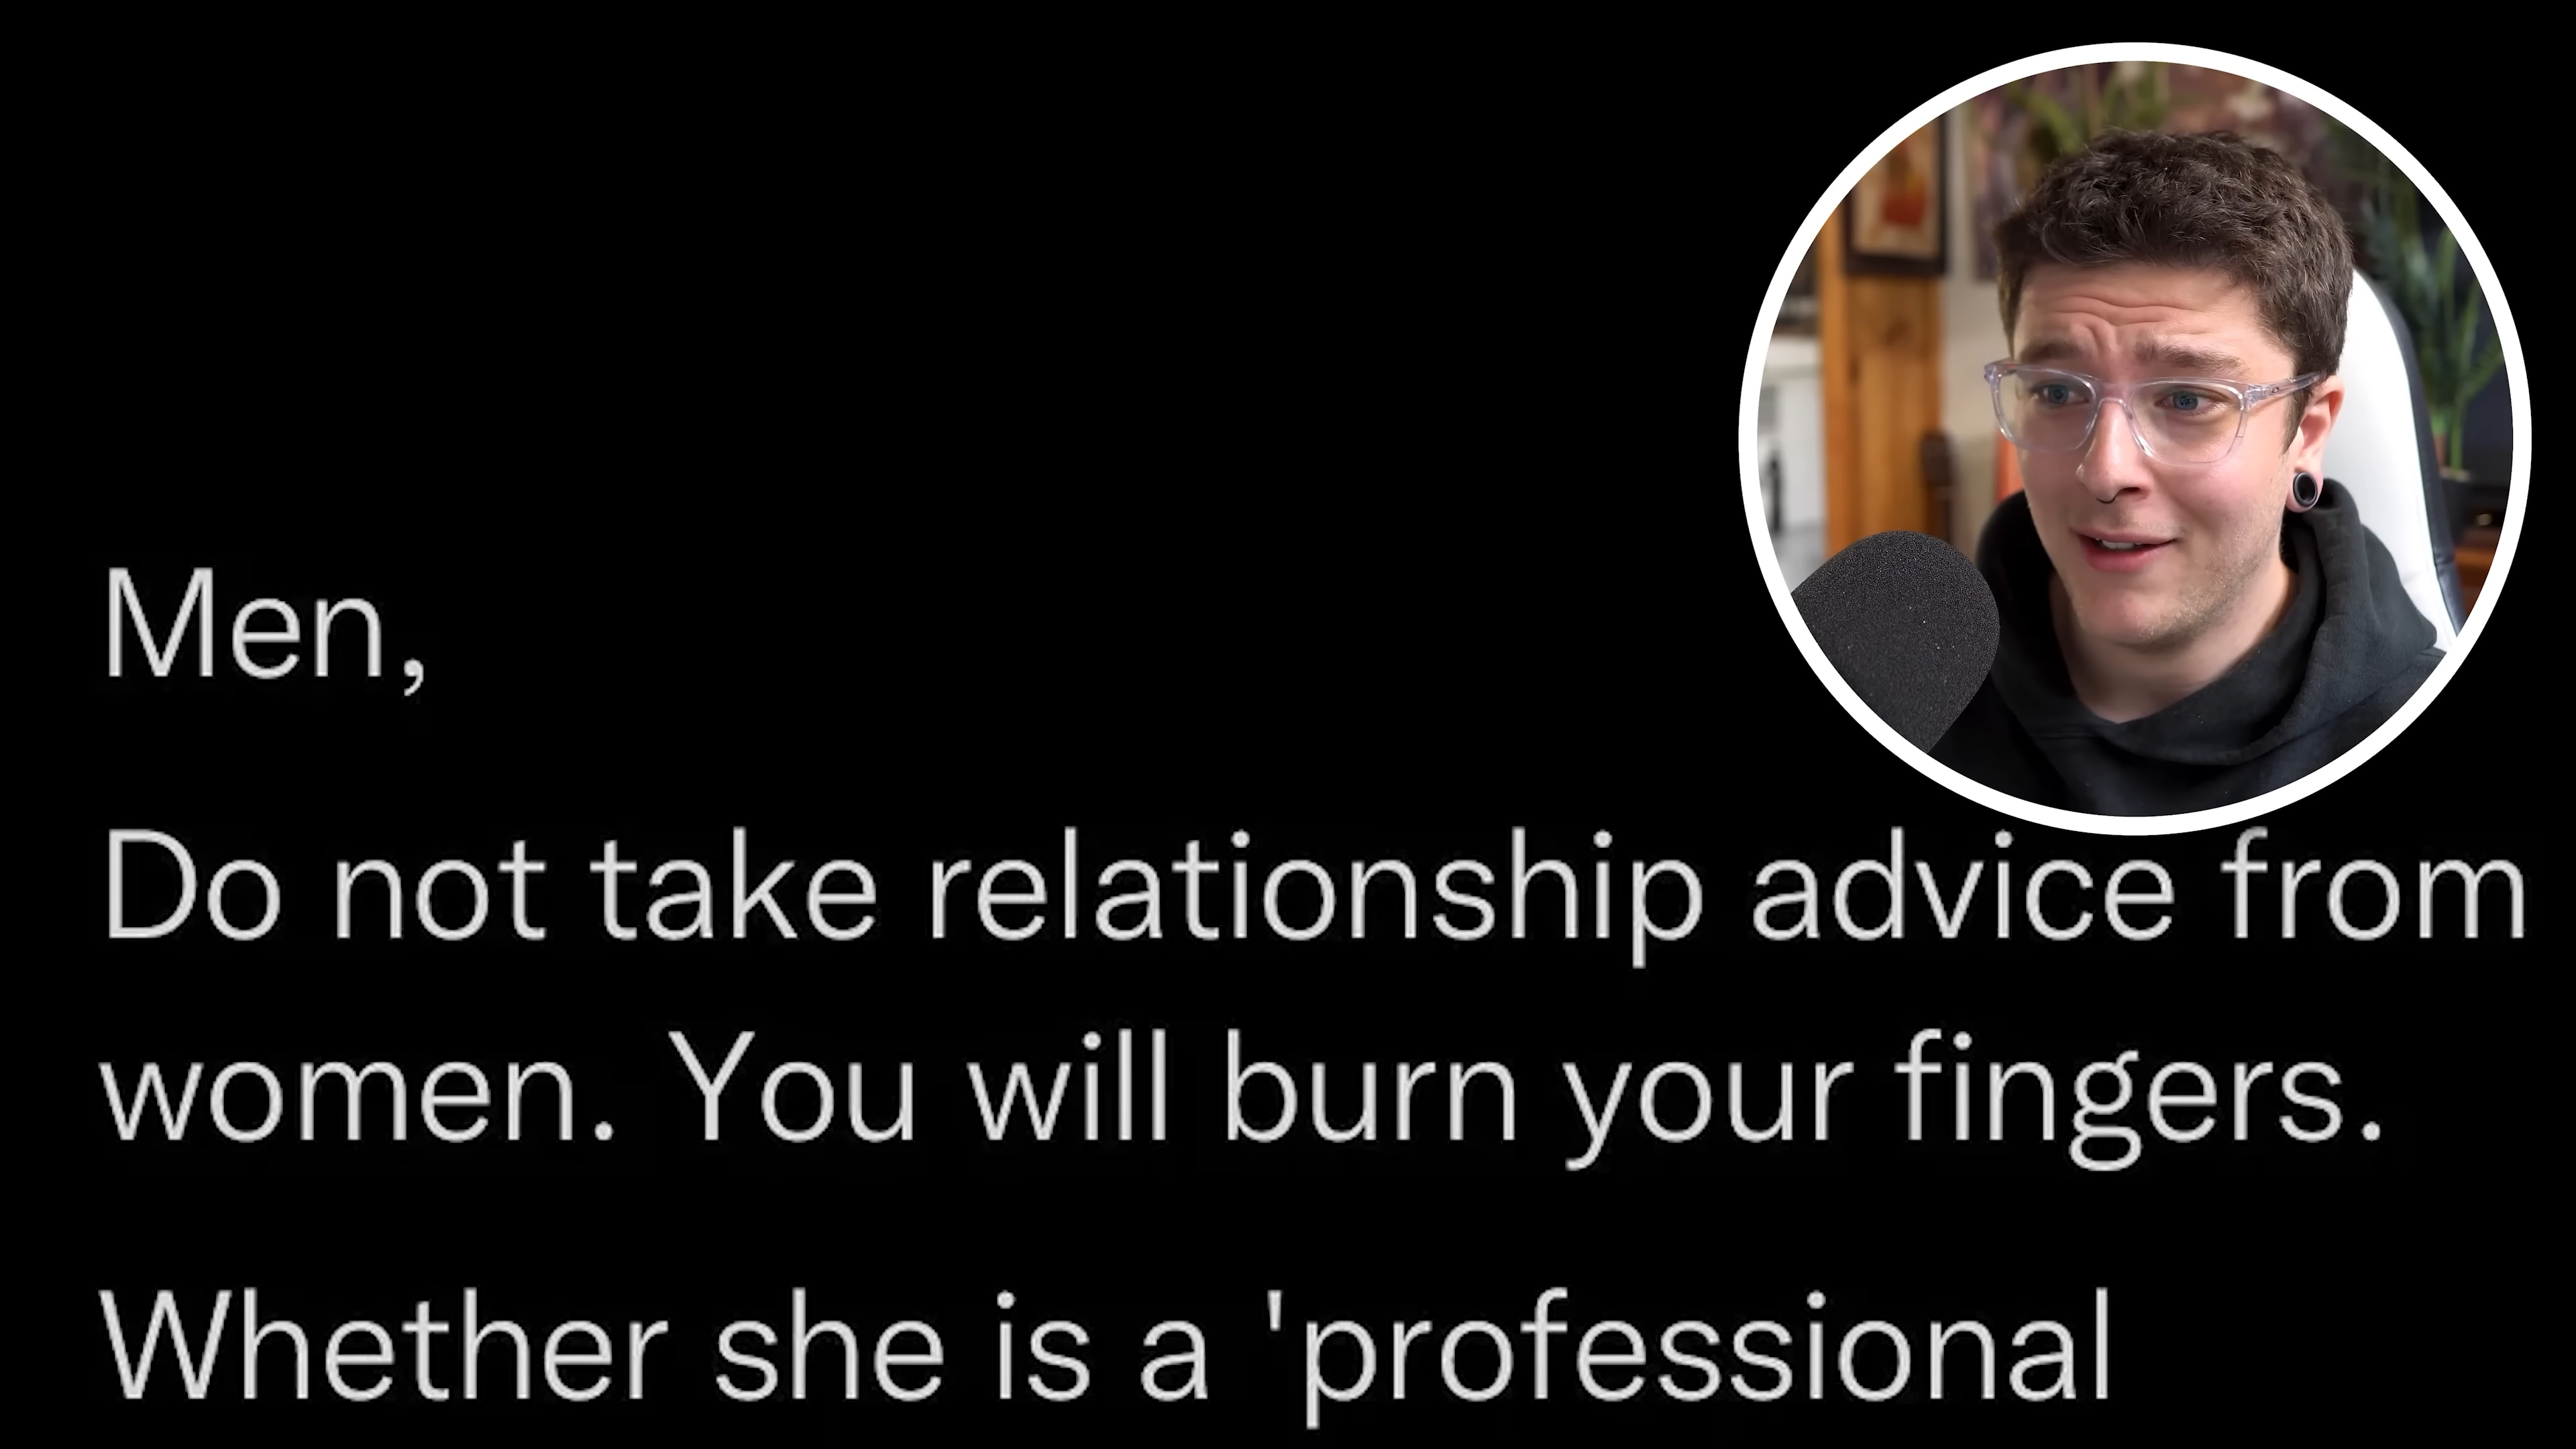 Men,
Do not take relationship advice from
women. You will burn your fingers.
Whether she is a 'professional